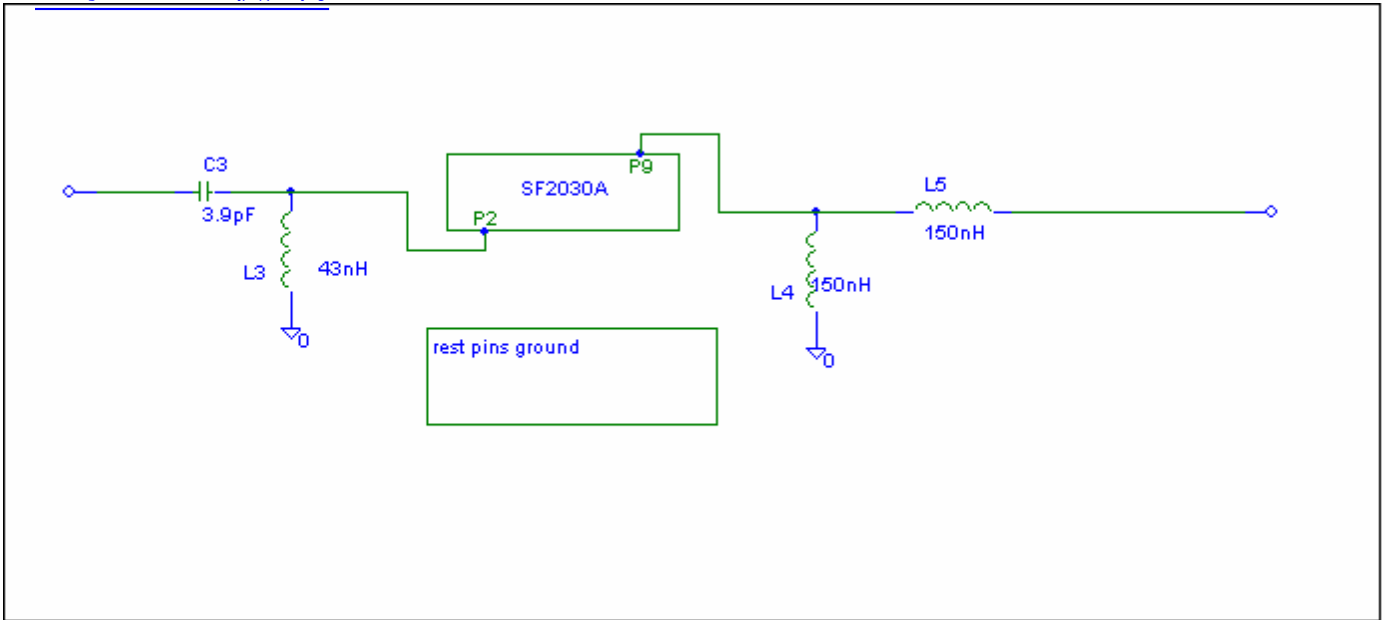 C3
3.9pF
L3
43nH
0
SF2030A
P9
P2
rest pins ground
L5
150nH
L4
150nH
0